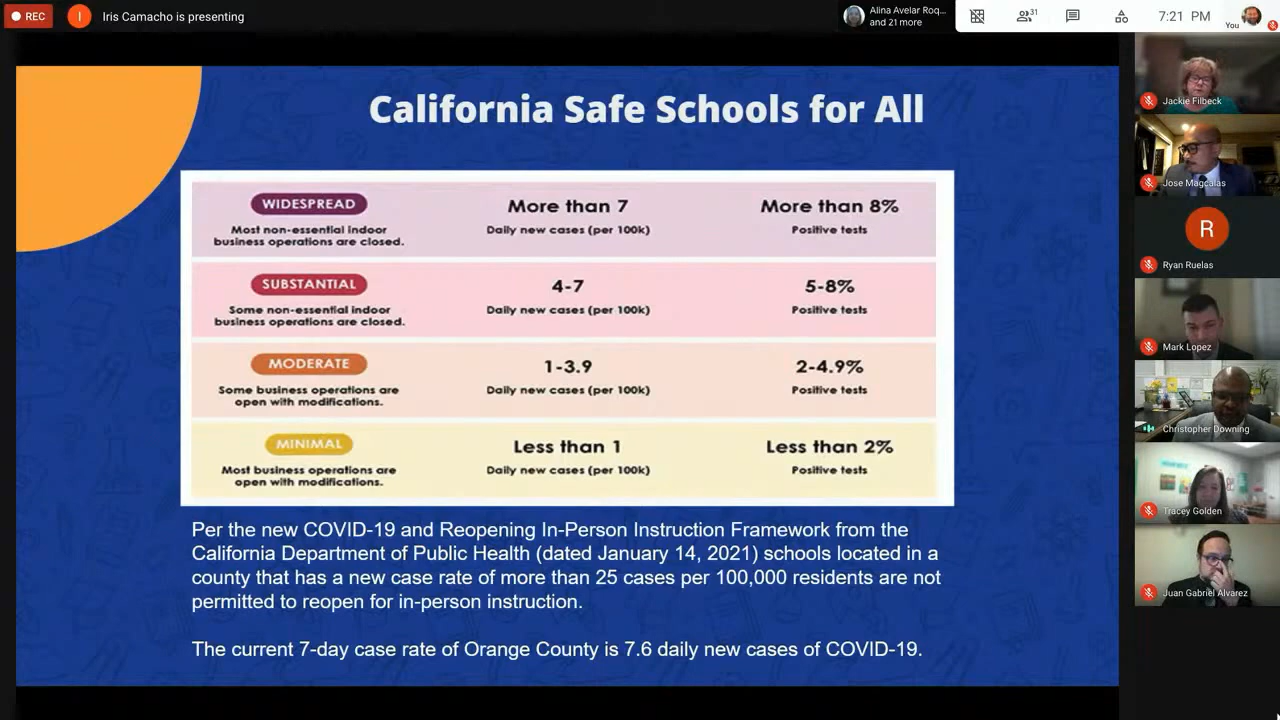 REC
I
Iris Camacho is presenting
Alina Avelar Roq...
and 21 more
31
7:21 PM
You
California Safe Schools for All
WIDESPREAD
Most non-essential indoor
business operations are closed.
More than 7
Daily new cases (per 100k)
More than 8%
Positive tests
SUBSTANTIAL
Some non-essential indoor
business operations are closed.
4-7
Daily new cases (per 100k)
5-8%
Positive tests
MODERATE
Some business operations are
open with modifications.
1-3.9
Daily new cases (per 100k)
2-4.9%
Positive tests
MINIMAL
Most business operations are
open with modifications.
Less than 1
Daily new cases (per 100k)
Less than 2%
Positive tests
Per the new COVID-19 and Reopening In-Person Instruction Framework from the
California Department of Public Health (dated January 14, 2021) schools located in a
county that has a new case rate of more than 25 cases per 100,000 residents are not
permitted to reopen for in-person instruction.
The current 7-day case rate of Orange County is 7.6 daily new cases of COVID-19.
Jackie Filbeck
Jose Magcalas
R
Ryan Ruelas
Mark Lopez
Christopher Downing
Tracey Golden
Juan Gabriel Alvarez